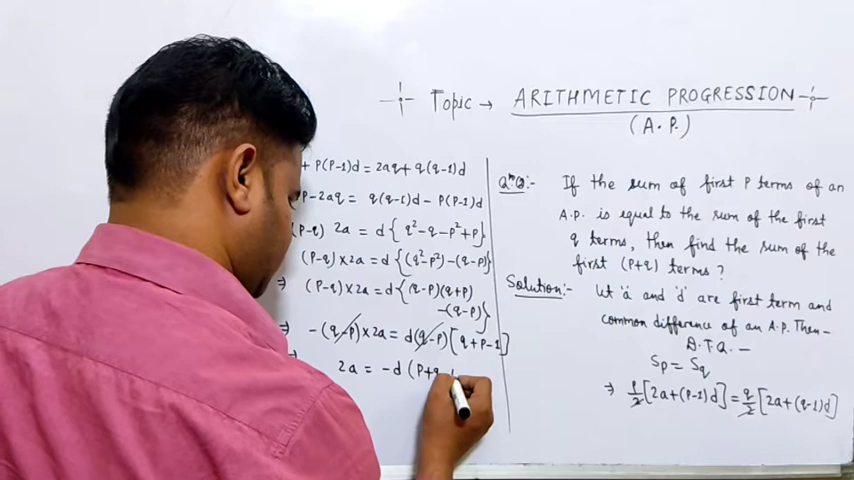 Topic → ARITHMETIC PROGRESSION
(A.P.)
+ P(P-1)d = 2aq + q(q-1)d
P - 2aq = q(q-1)d - P(P-1)d
(P-q) 2a = d{q²-q-p²+p}
(P-q)×2a = d{(q²-p²)-(q-p)}
⇒ (P-q)×2a = d{(q-p)(q+p)
-(q-p)}
⇒ -(q-p)×2a = d(q-p)[q+p-1]
2a = -d (P+q-1
Qn.:-
If the sum of first P terms of an
A.P. is equal to the sum of the first
q terms, then find the sum of the
first (P+q) terms ?
Solution:-
let 'a' and 'd' are first term and
common difference of an A.P. Then-
A.T.Q. -
Sp = Sq
⇒ P/2[2a+(P-1)d] = q/2[2a+(q-1)d]